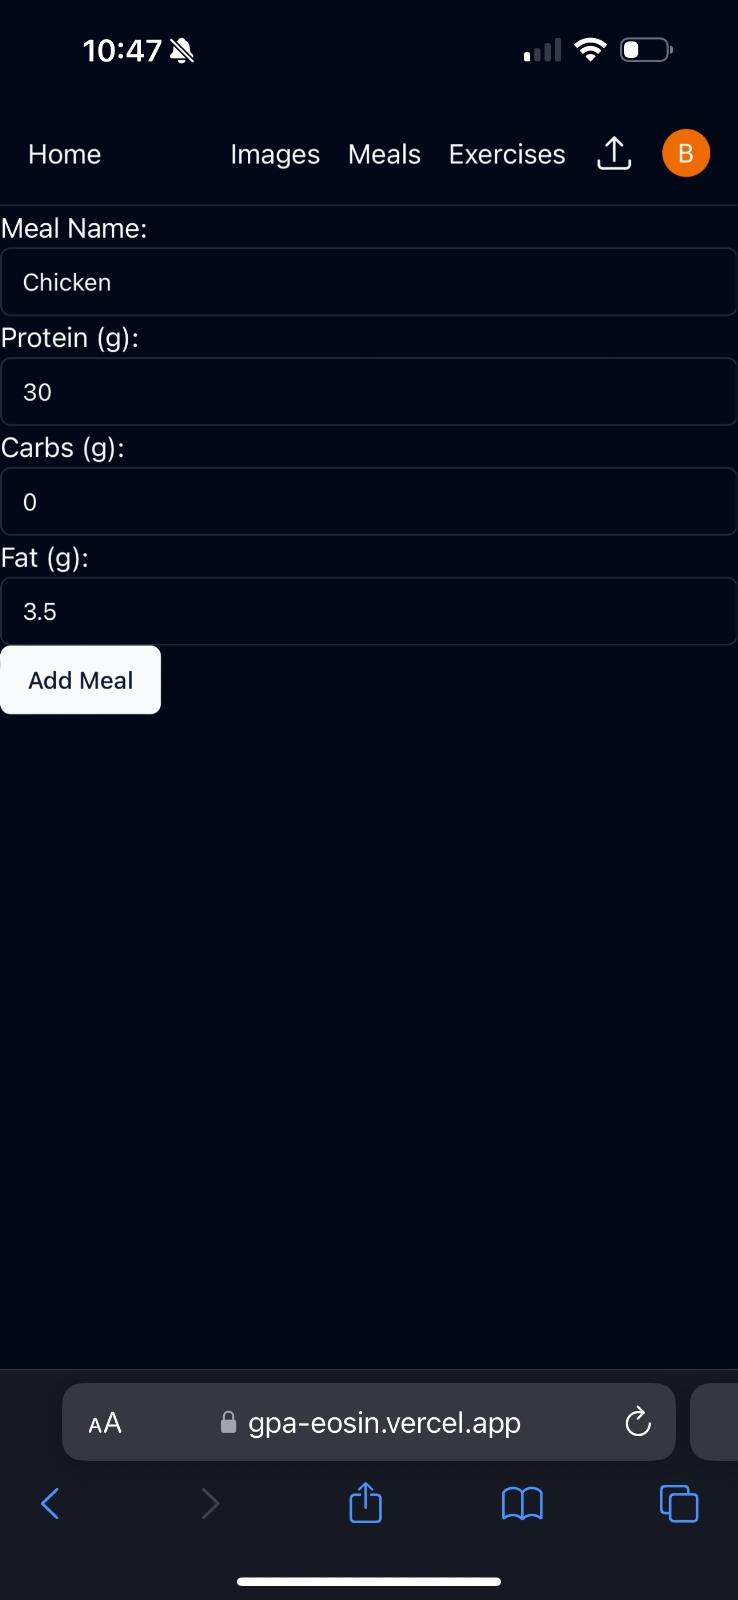 10:47
Home Images Meals Exercises B
Meal Name:
Chicken
Protein (g):
30
Carbs (g):
0
Fat (g):
3.5
Add Meal
AA gpa-eosin.vercel.app